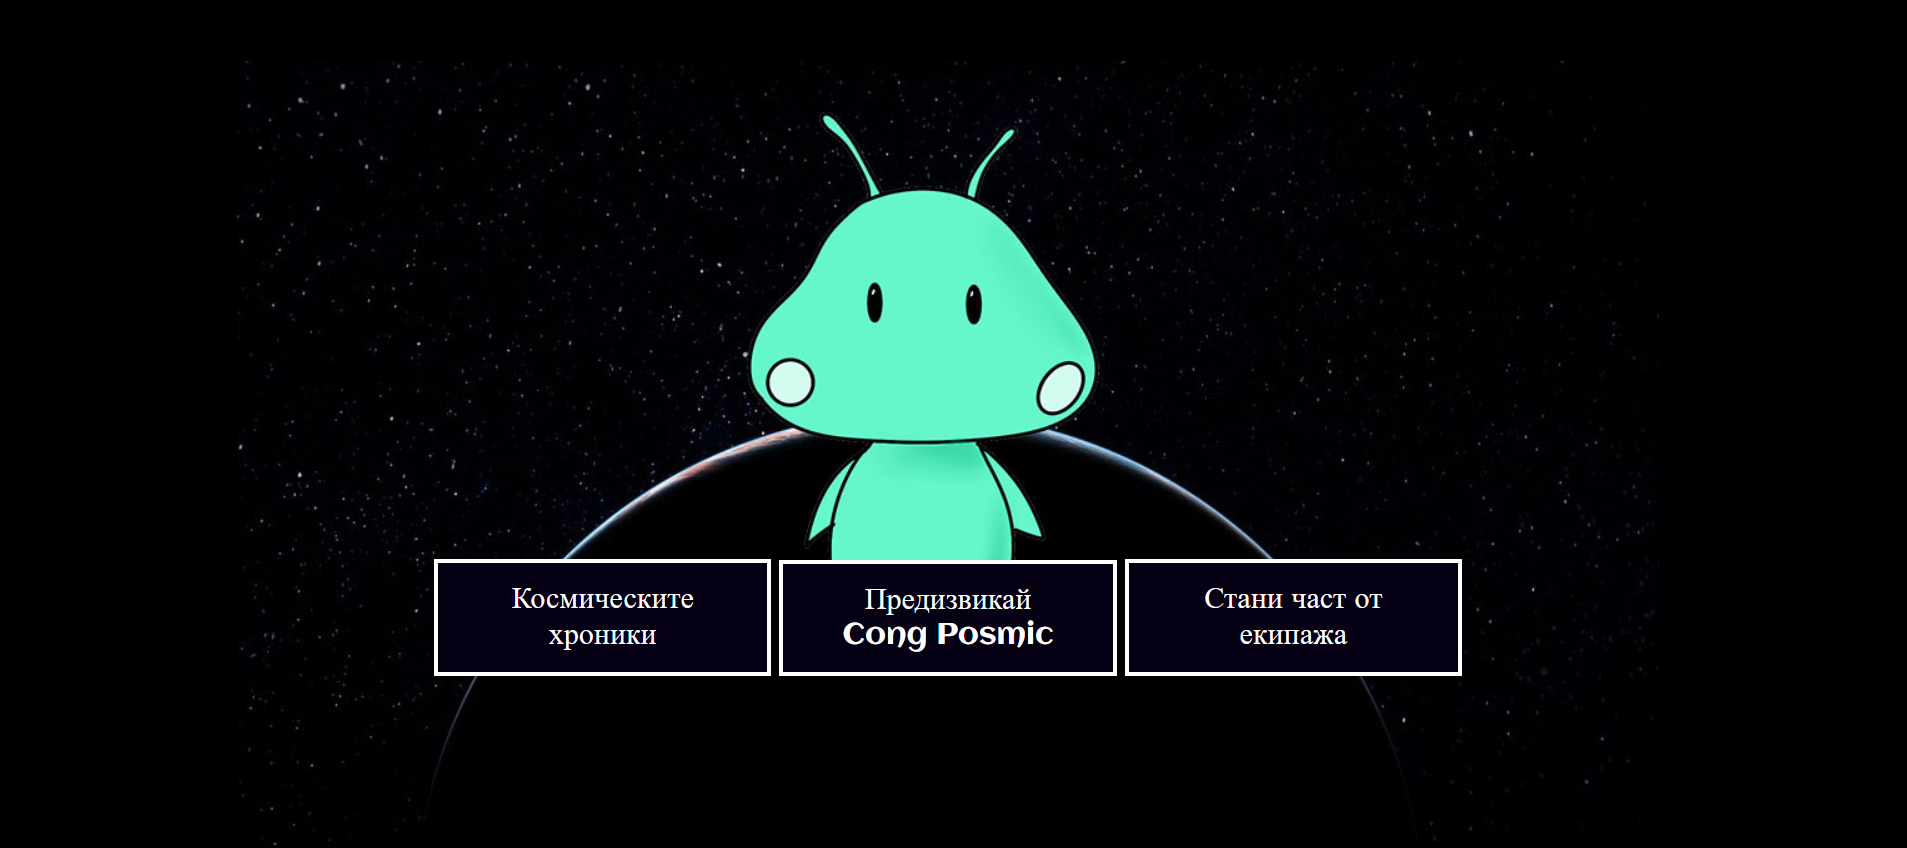 Космическите
хроники
Предизвикай
Cong Posmic
Стани част от
екипажа